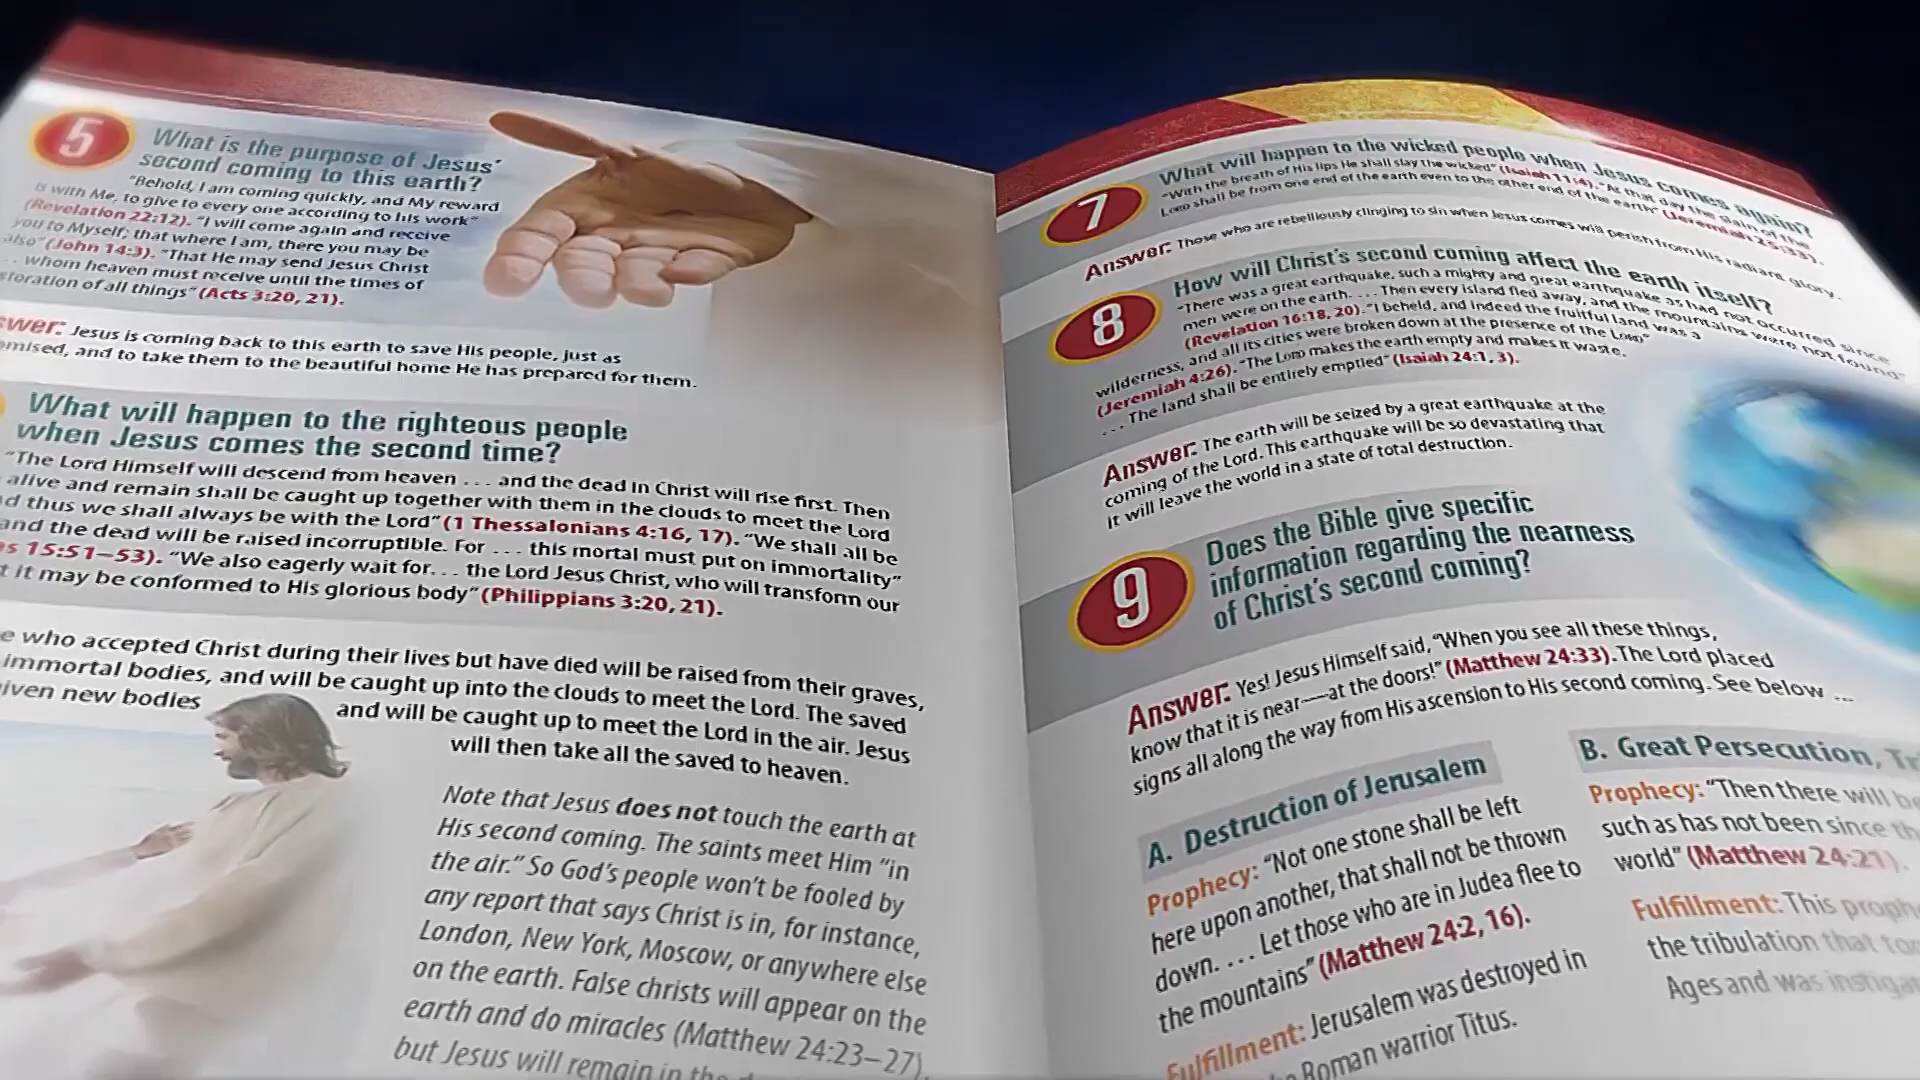 5
What is the purpose of Jesus'
second coming to this earth?
"Behold, I am coming quickly, and My reward
is with Me, to give to every one according to his work"
(Revelation 22:12). "I will come again and receive
you to Myself; that where I am, there you may be
also" (John 14:3). "That He may send Jesus Christ
. . whom heaven must receive until the times of
storation of all things" (Acts 3:20, 21).
swer: Jesus is coming back to this earth to save His people, just as
omised, and to take them to the beautiful home He has prepared for them.
What will happen to the righteous people
when Jesus comes the second time?
"The Lord Himself will descend from heaven . . . and the dead in Christ will rise first. Then
alive and remain shall be caught up together with them in the clouds to meet the Lord
d thus we shall always be with the Lord" (1 Thessalonians 4:16, 17). "We shall all be
and the dead will be raised incorruptible. For . . . this mortal must put on immortality"
s 15:51–53). "We also eagerly wait for. . . the Lord Jesus Christ, who will transform our
t it may be conformed to His glorious body" (Philippians 3:20, 21).
e who accepted Christ during their lives but have died will be raised from their graves,
immortal bodies, and will be caught up into the clouds to meet the Lord. The saved
iven new bodies and will be caught up to meet the Lord in the air. Jesus
will then take all the saved to heaven.
Note that Jesus does not touch the earth at
His second coming. The saints meet Him "in
the air." So God's people won't be fooled by
any report that says Christ is in, for instance,
London, New York, Moscow, or anywhere else
on the earth. False christs will appear on the
earth and do miracles (Matthew 24:23–27),
but Jesus will remain in the
7
What will happen to the wicked people when Jesus comes again?
"With the breath of His lips He shall slay the wicked" (Isaiah 11:4). "At that day the slain of the
Lord shall be from one end of the earth even to the other end of the earth" (Jeremiah 25:33).
Answer: Those who are rebelliously clinging to sin when Jesus comes will perish from His radiant glory.
8
How will Christ's second coming affect the earth itself?
"There was a great earthquake, such a mighty and great earthquake as had not occurred since
men were on the earth. . . . Then every island fled away, and the mountains were not found"
(Revelation 16:18, 20). "I beheld, and indeed the fruitful land was a
wilderness, and all its cities were broken down at the presence of the Lord"
(Jeremiah 4:26). "The Lord makes the earth empty and makes it waste.
. . . The land shall be entirely emptied" (Isaiah 24:1, 3).
Answer: The earth will be seized by a great earthquake at the
coming of the Lord. This earthquake will be so devastating that
it will leave the world in a state of total destruction.
9
Does the Bible give specific
information regarding the nearness
of Christ's second coming?
Answer: Yes! Jesus Himself said, "When you see all these things,
know that it is near—at the doors!" (Matthew 24:33). The Lord placed
signs all along the way from His ascension to His second coming. See below ...
A. Destruction of Jerusalem
Prophecy: "Not one stone shall be left
here upon another, that shall not be thrown
down. . . . Let those who are in Judea flee to
the mountains" (Matthew 24:2, 16).
Fulfillment: Jerusalem was destroyed in
Roman warrior Titus.
B. Great Persecution, Tr
Prophecy: "Then there will be
such as has not been since th
world" (Matthew 24:21).
Fulfillment: This prophe
the tribulation that too
Ages and was instigat